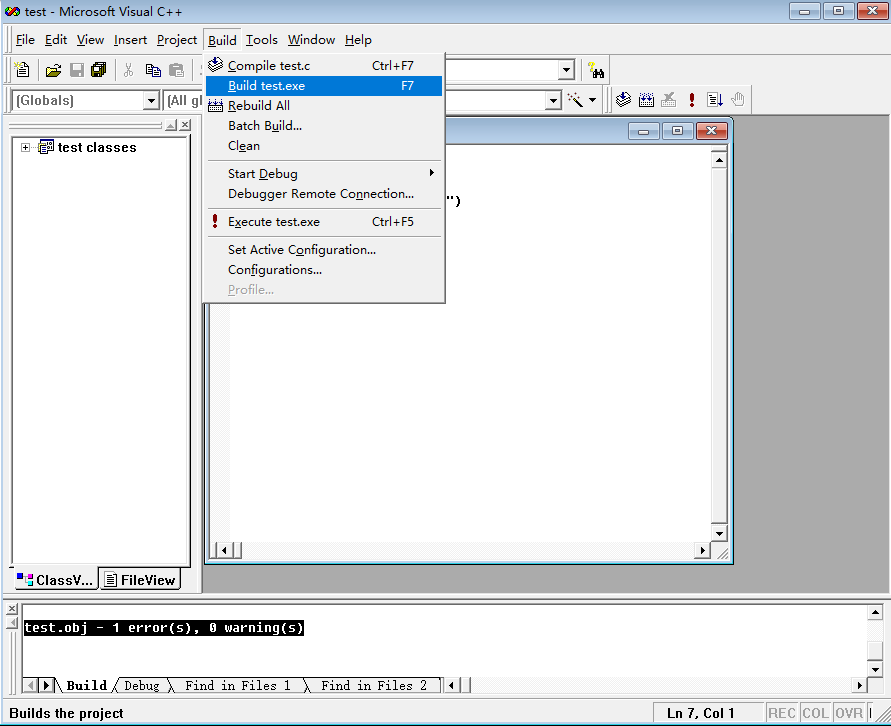 test - Microsoft Visual C++
File Edit View Insert Project Build Tools Window Help
Compile test.c Ctrl+F7
[Globals] [All gl
Build test.exe F7
Rebuild All
Batch Build...
Clean
test classes
Start Debug
Debugger Remote Connection...
")
Execute test.exe Ctrl+F5
Set Active Configuration...
Configurations...
Profile...
ClassV... FileView
test.obj - 1 error(s), 0 warning(s)
Build Debug Find in Files 1 Find in Files 2
Builds the project Ln 7, Col 1 REC COL OVR